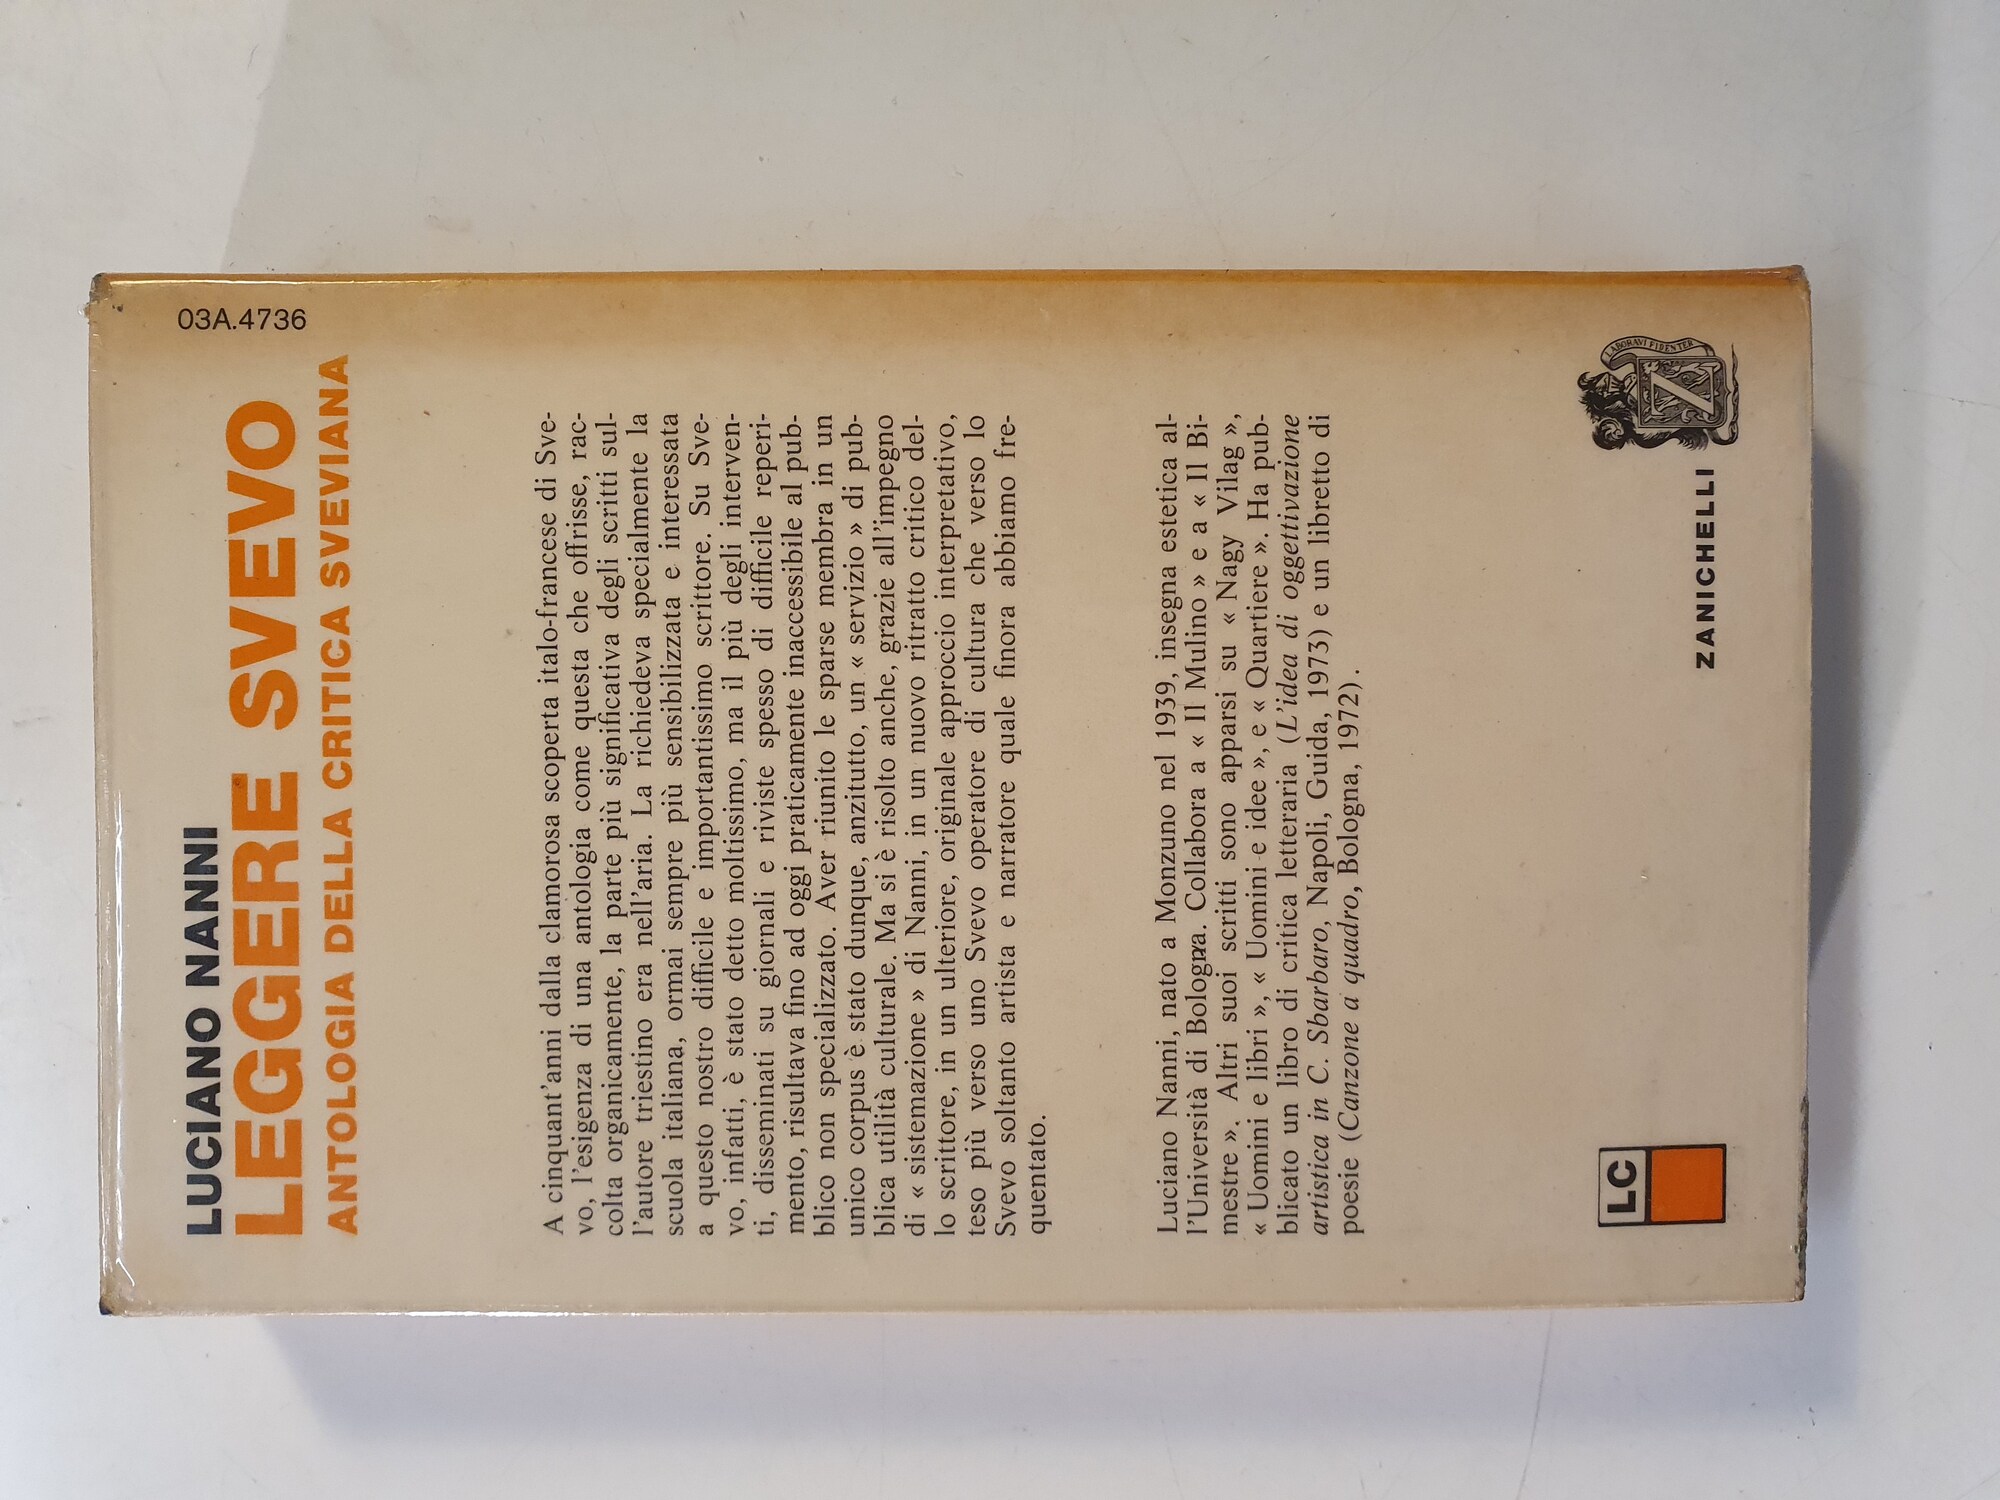 03A.4736
LUCIANO NANNI
LEGGERE SVEVO
ANTOLOGIA DELLA CRITICA SVEVIANA
A cinquant'anni dalla clamorosa scoperta italo-francese di Sve-
vo, l'esigenza di una antologia come questa che offrisse, rac-
colta organicamente, la parte più significativa degli scritti sul-
l'autore triestino era nell'aria. La richiedeva specialmente la
scuola italiana, ormai sempre più sensibilizzata e interessata
a questo nostro difficile e importantissimo scrittore. Su Sve-
vo, infatti, è stato detto moltissimo, ma il più degli interven-
ti, disseminati su giornali e riviste spesso di difficile reperi-
mento, risultava fino ad oggi praticamente inaccessibile al pub-
blico non specializzato. Aver riunito le sparse membra in un
unico corpus è stato dunque, anzitutto, un « servizio » di pub-
blica utilità culturale. Ma si è risolto anche, grazie all'impegno
di « sistemazione » di Nanni, in un nuovo ritratto critico del-
lo scrittore, in un ulteriore, originale approccio interpretativo,
teso più verso uno Svevo operatore di cultura che verso lo
Svevo soltanto artista e narratore quale finora abbiamo fre-
quentato.
Luciano Nanni, nato a Monzuno nel 1939, insegna estetica al-
l'Università di Bologna. Collabora a « Il Mulino » e a « Il Bi-
mestre ». Altri suoi scritti sono apparsi su « Nagy Vilag »,
« Uomini e libri », « Uomini e idee », e « Quartiere ». Ha pub-
blicato un libro di critica letteraria (L'idea di oggettivazione
artistica in C. Sbarbaro, Napoli, Guida, 1973) e un libretto di
poesie (Canzone a quadro, Bologna, 1972).
LC
ZANICHELLI
LABORAVI FIDENTER
Z